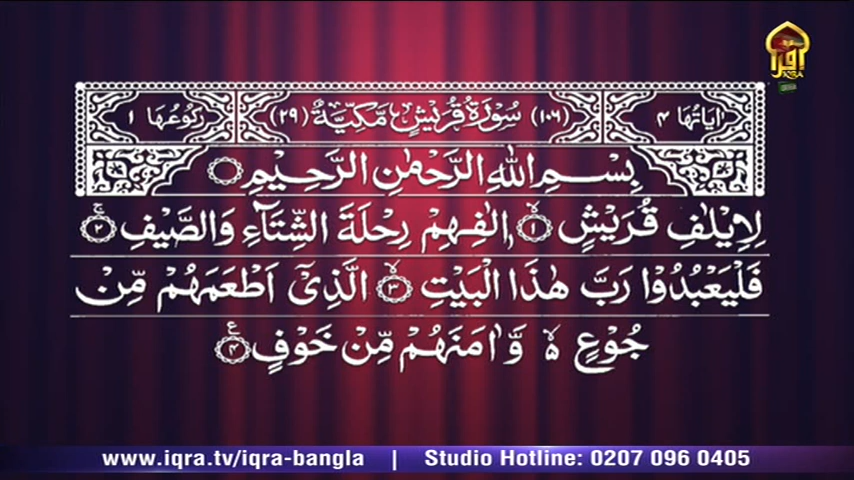 اقرأ
IQRA
اٰيَاتُهَا ٤ (١٠٦) سُوْرَةُ قُرَيْشٍ مَّكِّيَّةٌ (٢٩) رُكُوْعُهَا ١
بِسْمِ اللّٰهِ الرَّحْمٰنِ الرَّحِيْمِ
لِاِيْلٰفِ قُرَيْشٍ ۙ﴿١﴾ اٖلٰفِهِمْ رِحْلَةَ الشِّتَآءِ وَالصَّيْفِ ۚ﴿٢﴾
فَلْيَعْبُدُوْا رَبَّ هٰذَا الْبَيْتِ ۙ﴿٣﴾ الَّذِيْٓ اَطْعَمَهُمْ مِّنْ
جُوْعٍ ۙ۬ وَّاٰمَنَهُمْ مِّنْ خَوْفٍ ﴿٤﴾ ع
www.iqra.tv/iqra-bangla | Studio Hotline: 0207 096 0405